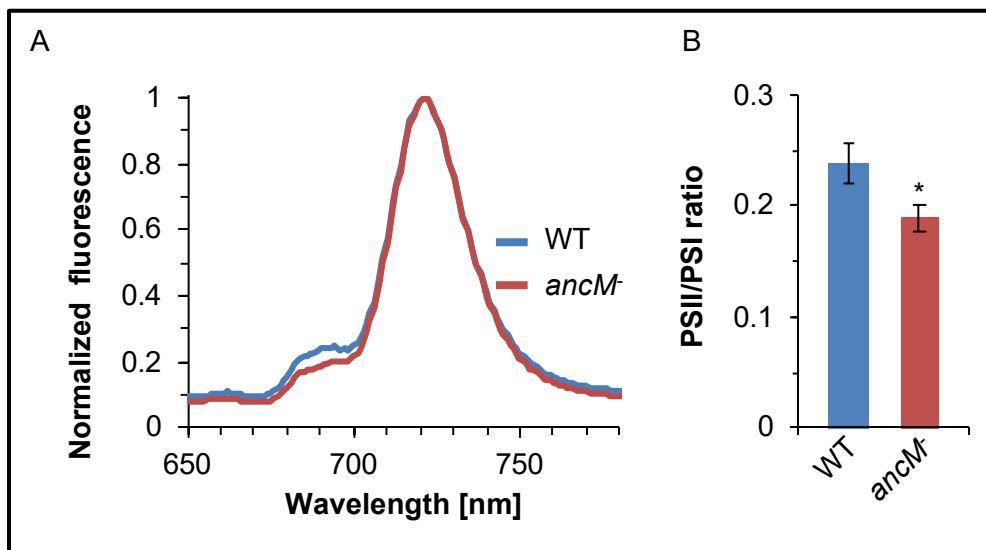 A
Normalized fluorescence
1
0.8
0.6
0.4
0.2
0
650
700
750
Wavelength [nm]
WT
ancM-
B
PSII/PSI ratio
0.3
0.2
0.1
0
*
WT
ancM-